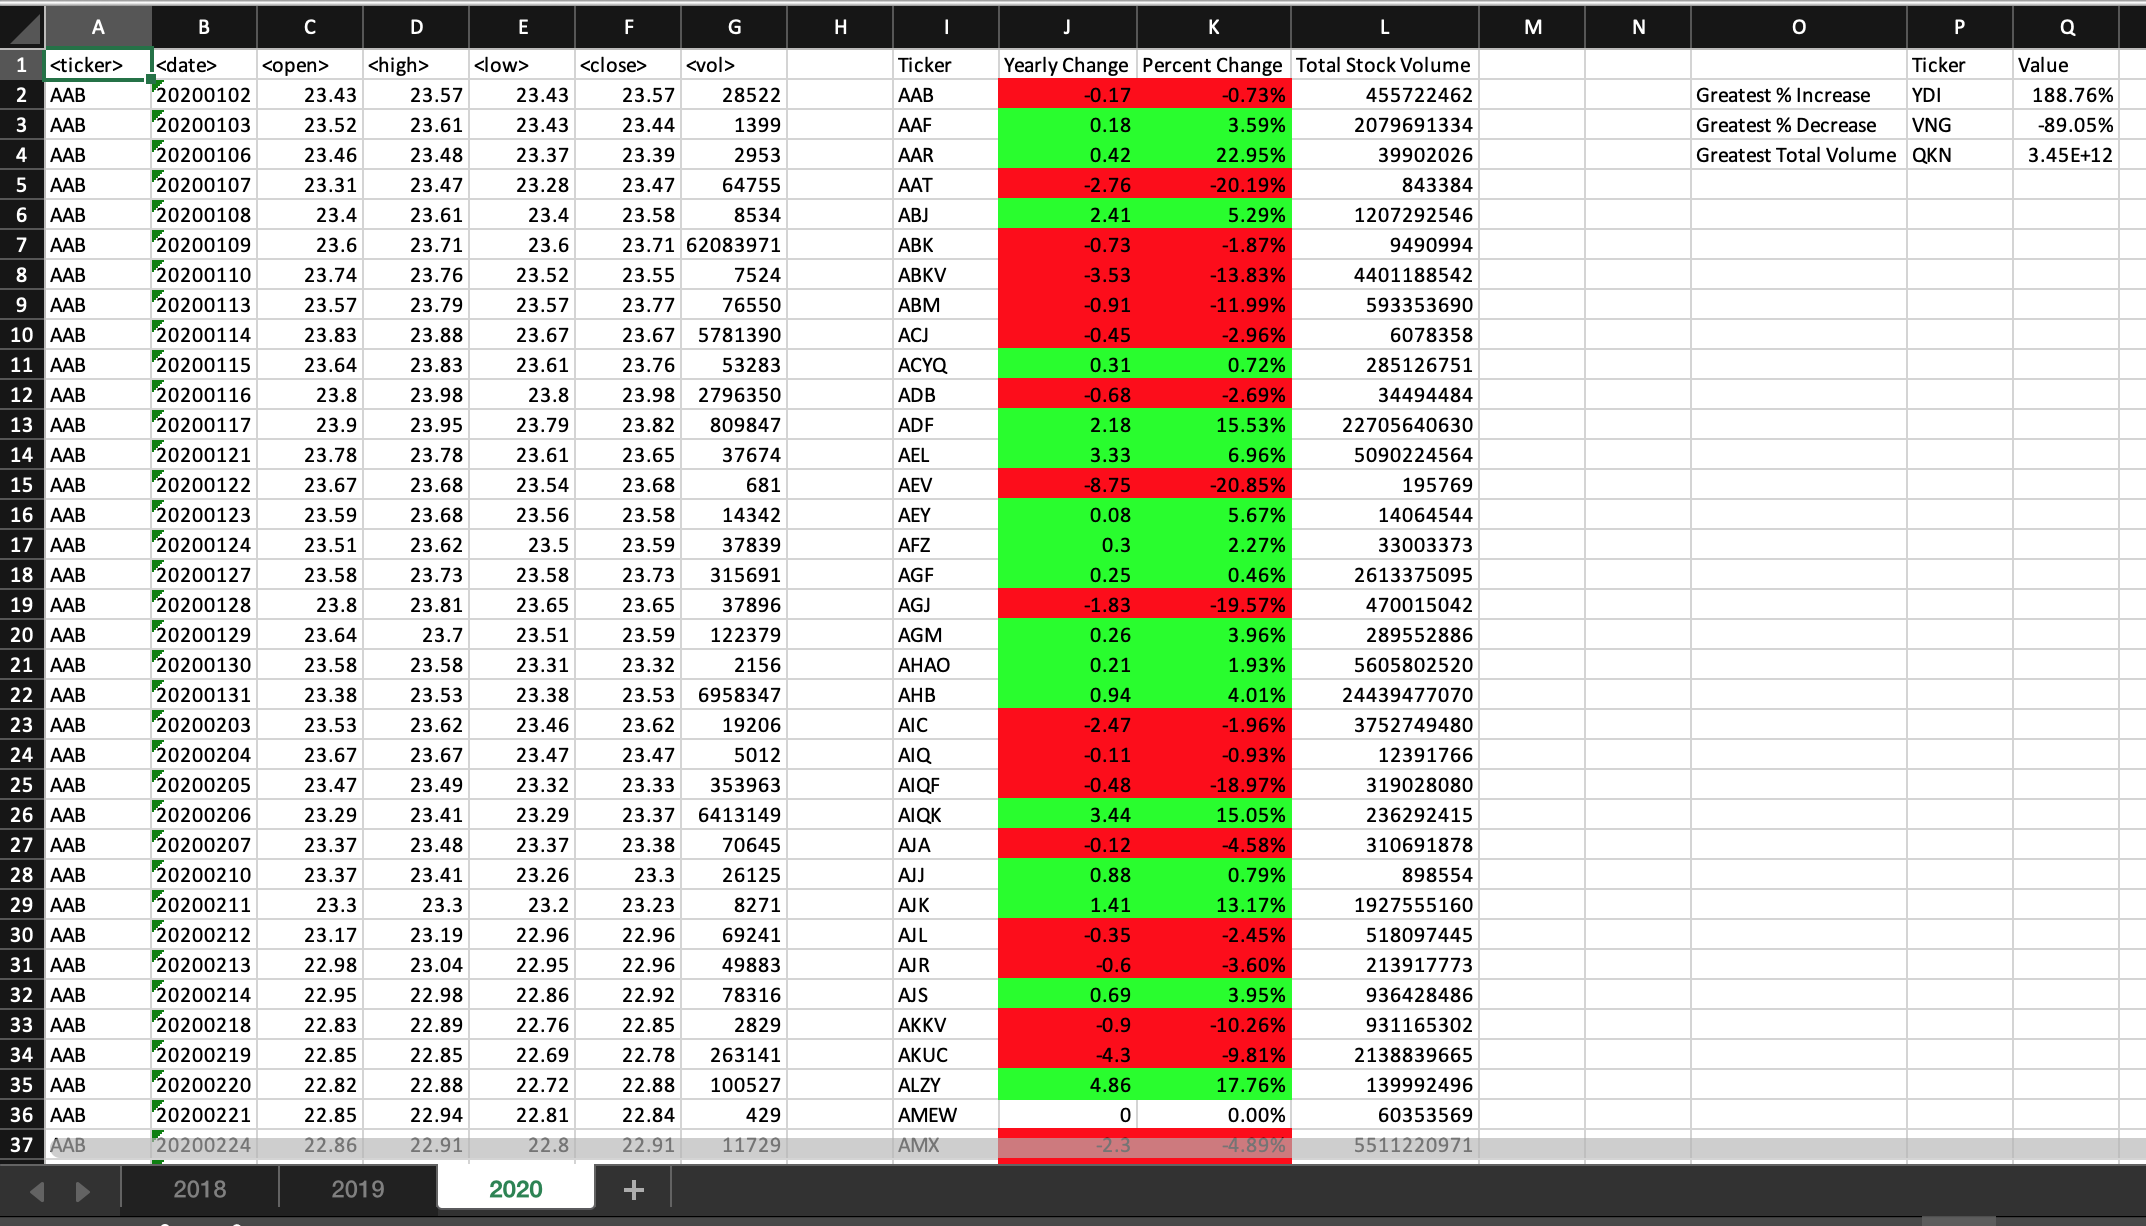 A B C D E F G H I J K L M N O P Q
1 <ticker> <date> <open> <high> <low> <close> <vol> Ticker Yearly Change Percent Change Total Stock Volume Ticker Value
2 AAB 20200102 23.43 23.57 23.43 23.57 28522 AAB -0.17 -0.73% 455722462 Greatest % Increase YDI 188.76%
3 AAB 20200103 23.52 23.61 23.43 23.44 1399 AAF 0.18 3.59% 2079691334 Greatest % Decrease VNG -89.05%
4 AAB 20200106 23.46 23.48 23.37 23.39 2953 AAR 0.42 22.95% 39902026 Greatest Total Volume QKN 3.45E+12
5 AAB 20200107 23.31 23.47 23.28 23.47 64755 AAT -2.76 -20.19% 843384
6 AAB 20200108 23.4 23.61 23.4 23.58 8534 ABJ 2.41 5.29% 1207292546
7 AAB 20200109 23.6 23.71 23.6 23.71 62083971 ABK -0.73 -1.87% 9490994
8 AAB 20200110 23.74 23.76 23.52 23.55 7524 ABKV -3.53 -13.83% 4401188542
9 AAB 20200113 23.57 23.79 23.57 23.77 76550 ABM -0.91 -11.99% 593353690
10 AAB 20200114 23.83 23.88 23.67 23.67 5781390 ACJ -0.45 -2.96% 6078358
11 AAB 20200115 23.64 23.83 23.61 23.76 53283 ACYQ 0.31 0.72% 285126751
12 AAB 20200116 23.8 23.98 23.8 23.98 2796350 ADB -0.68 -2.69% 34494484
13 AAB 20200117 23.9 23.95 23.79 23.82 809847 ADF 2.18 15.53% 22705640630
14 AAB 20200121 23.78 23.78 23.61 23.65 37674 AEL 3.33 6.96% 5090224564
15 AAB 20200122 23.67 23.68 23.54 23.68 681 AEV -8.75 -20.85% 195769
16 AAB 20200123 23.59 23.68 23.56 23.58 14342 AEY 0.08 5.67% 14064544
17 AAB 20200124 23.51 23.62 23.5 23.59 37839 AFZ 0.3 2.27% 33003373
18 AAB 20200127 23.58 23.73 23.58 23.73 315691 AGF 0.25 0.46% 2613375095
19 AAB 20200128 23.8 23.81 23.65 23.65 37896 AGJ -1.83 -19.57% 470015042
20 AAB 20200129 23.64 23.7 23.51 23.59 122379 AGM 0.26 3.96% 289552886
21 AAB 20200130 23.58 23.58 23.31 23.32 2156 AHAO 0.21 1.93% 5605802520
22 AAB 20200131 23.38 23.53 23.38 23.53 6958347 AHB 0.94 4.01% 24439477070
23 AAB 20200203 23.53 23.62 23.46 23.62 19206 AIC -2.47 -1.96% 3752749480
24 AAB 20200204 23.67 23.67 23.47 23.47 5012 AIQ -0.11 -0.93% 12391766
25 AAB 20200205 23.47 23.49 23.32 23.33 353963 AIQF -0.48 -18.97% 319028080
26 AAB 20200206 23.29 23.41 23.29 23.37 6413149 AIQK 3.44 15.05% 236292415
27 AAB 20200207 23.37 23.48 23.37 23.38 70645 AJA -0.12 -4.58% 310691878
28 AAB 20200210 23.37 23.41 23.26 23.3 26125 AJJ 0.88 0.79% 898554
29 AAB 20200211 23.3 23.3 23.2 23.23 8271 AJK 1.41 13.17% 1927555160
30 AAB 20200212 23.17 23.19 22.96 22.96 69241 AJL -0.35 -2.45% 518097445
31 AAB 20200213 22.98 23.04 22.95 22.96 49883 AJR -0.6 -3.60% 213917773
32 AAB 20200214 22.95 22.98 22.86 22.92 78316 AJS 0.69 3.95% 936428486
33 AAB 20200218 22.83 22.89 22.76 22.85 2829 AKKV -0.9 -10.26% 931165302
34 AAB 20200219 22.85 22.85 22.69 22.78 263141 AKUC -4.3 -9.81% 2138839665
35 AAB 20200220 22.82 22.88 22.72 22.88 100527 ALZY 4.86 17.76% 139992496
36 AAB 20200221 22.85 22.94 22.81 22.84 429 AMEW 0 0.00% 60353569
37 AAB 20200224 22.86 22.91 22.8 22.91 11729 AMX -2.3 -4.89% 5511220971
2018 2019 2020 +